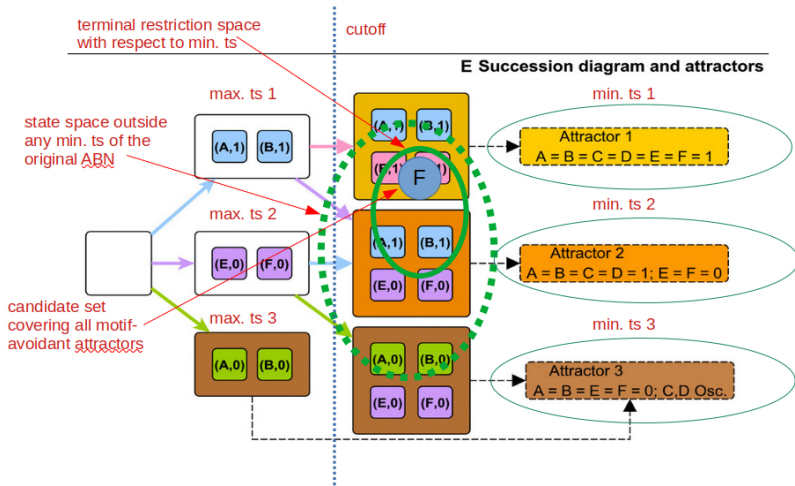 terminal restriction space
with respect to min. ts
cutoff
E Succession diagram and attractors
max. ts 1
min. ts 1
state space outside
any min. ts of the
original ABN
(A,1) (B,1)
(A,1) (B,1)
Attractor 1
A = B = C = D = E = F = 1
F
max. ts 2
min. ts 2
(E,0) (F,0)
(A,1) (B,1)
(E,0) (F,0)
Attractor 2
A = B = C = D = 1; E = F = 0
candidate set
covering all motif-
avoidant attractors
max. ts 3
min. ts 3
(A,0) (B,0)
(A,0) (B,0)
(E,0) (F,0)
Attractor 3
A = B = E = F = 0; C,D Osc.